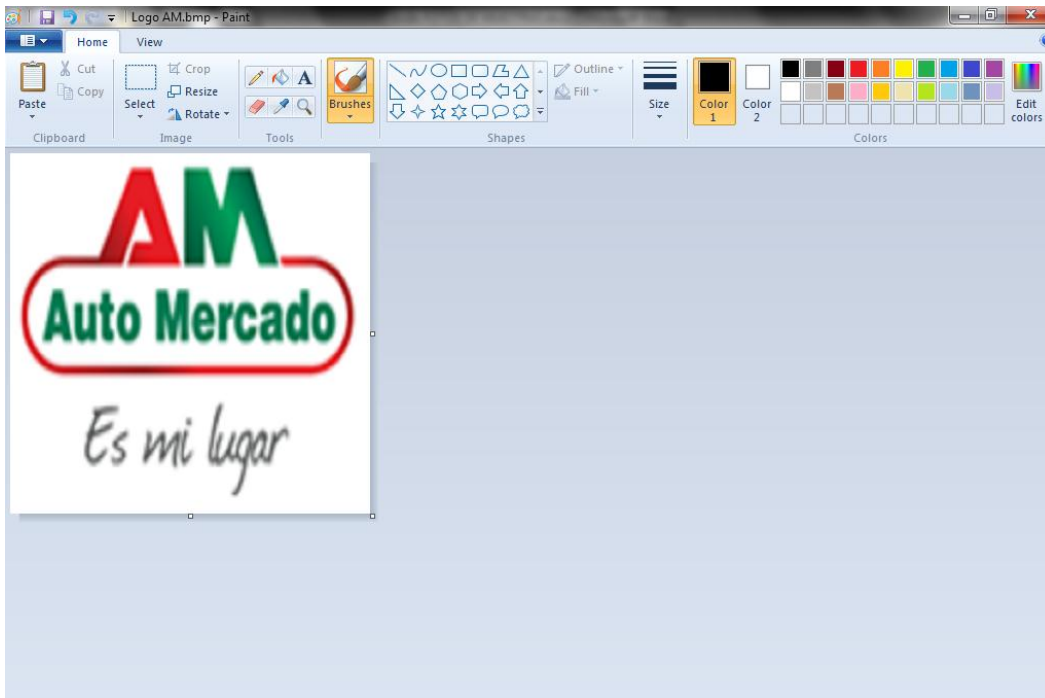 Logo AM.bmp - Paint
Home View
Paste
Cut
Copy
Clipboard
Select
Crop
Resize
Rotate
Image
A
Tools
Brushes
Shapes
Outline
Fill
Size
Color 1
Color 2
Colors
Edit colors
AM
Auto Mercado
Es mi lugar